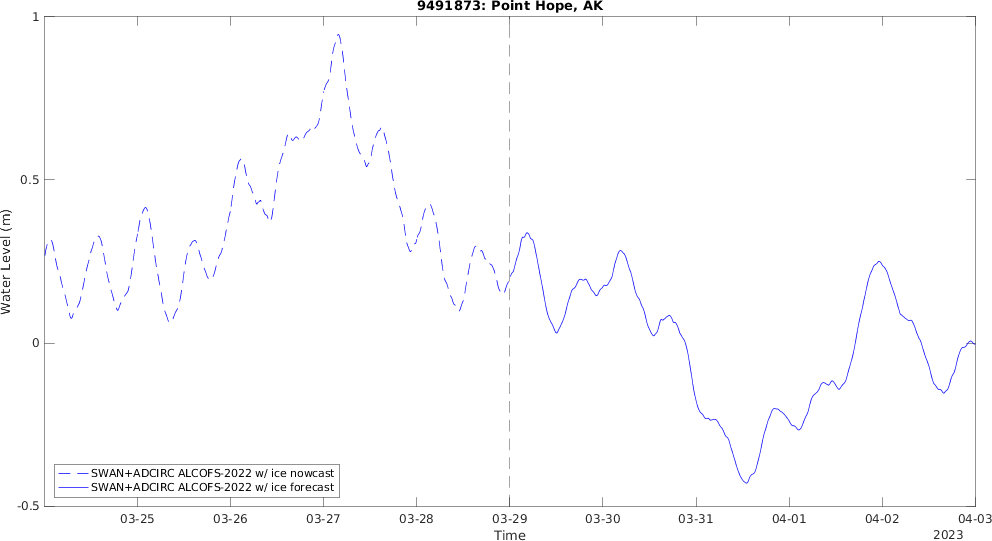 9491873: Point Hope, AK
1
0.5
0
-0.5
Water Level (m)
SWAN+ADCIRC ALCOFS-2022 w/ ice nowcast
SWAN+ADCIRC ALCOFS-2022 w/ ice forecast
03-25 03-26 03-27 03-28 03-29 03-30 03-31 04-01 04-02 04-03
Time
2023